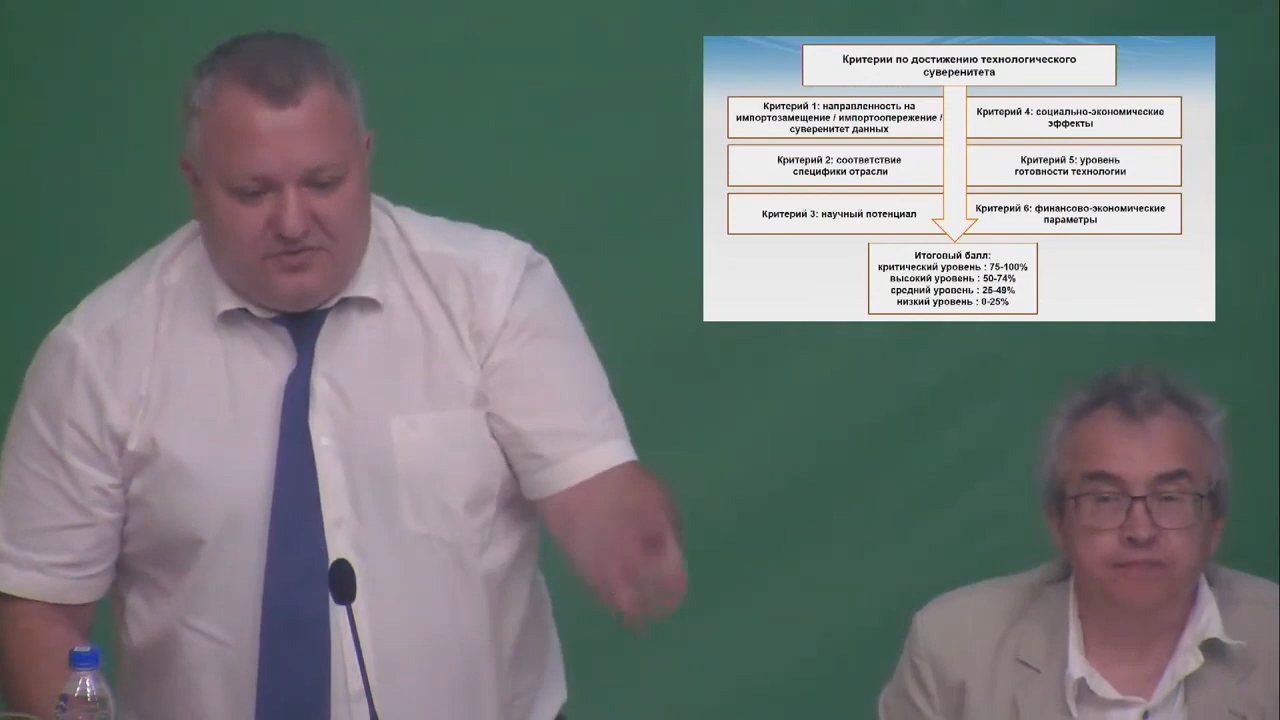 Критерии по достижению технологического
суверенитета
Критерий 1: направленность на
импортозамещение / импортоопережение /
суверенитет данных
Критерий 2: соответствие
специфики отрасли
Критерий 3: научный потенциал
Критерий 4: социально-экономические
эффекты
Критерий 5: уровень
готовности технологии
Критерий 6: финансово-экономические
параметры
Итоговый балл:
критический уровень : 75-100%
высокий уровень : 50-74%
средний уровень : 25-49%
низкий уровень : 0-25%